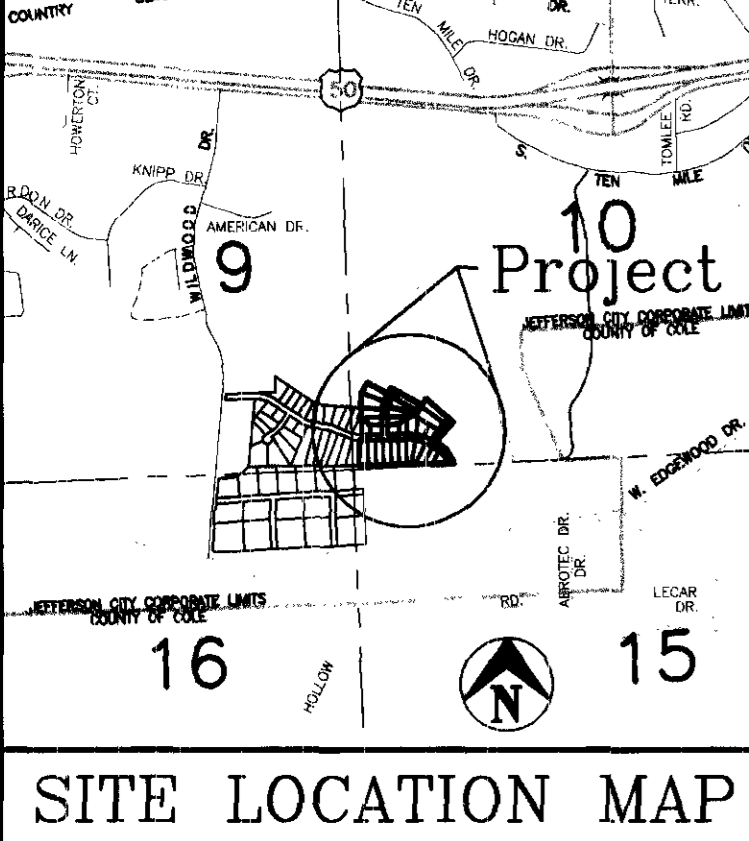 COUNTRY
TEN
MILE
DR.
DR.
HOGAN DR.
TERR.
50
HOWERTON
CT.
DR.
KNIPP DR.
S.
TEN
MILE
TOMLEE
RD.
DARICE LN.
WILDWOOD
AMERICAN DR.
9
10
Project
JEFFERSON CITY CORPORATE LIMIT
COUNTY OF COLE
W. EDGEWOOD DR.
DR.
JEFFERSON CITY CORPORATE LIMITS
COUNTY OF COLE
RD.
LECAR
DR.
16
HOLLOW
N
15
SITE LOCATION MAP